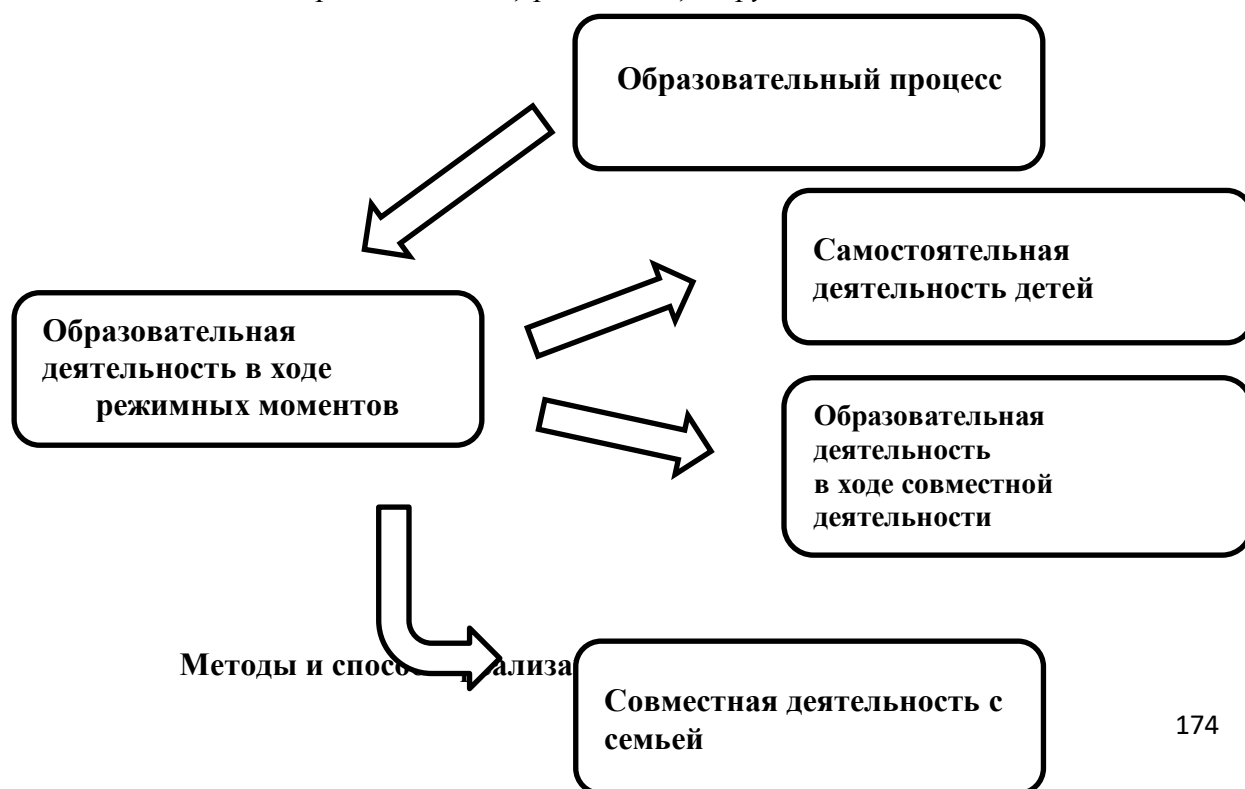 Образовательный процесс
Самостоятельная
деятельность детей
Образовательная
деятельность в ходе
режимных моментов
Образовательная
деятельность
в ходе совместной
деятельности
Методы и
Совместная деятельность с
семьей
174